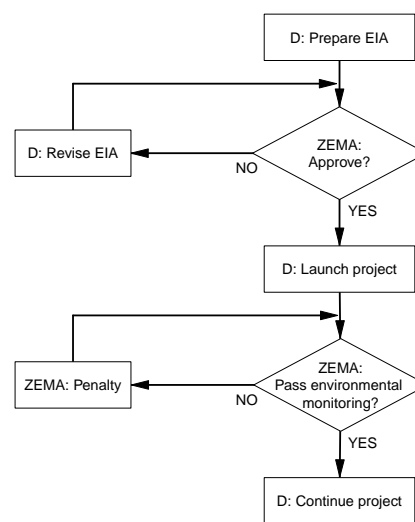 D: Prepare EIA
ZEMA:
Approve?
D: Revise EIA
NO
YES
D: Launch project
ZEMA:
Pass environmental
monitoring?
ZEMA: Penalty
NO
YES
D: Continue project